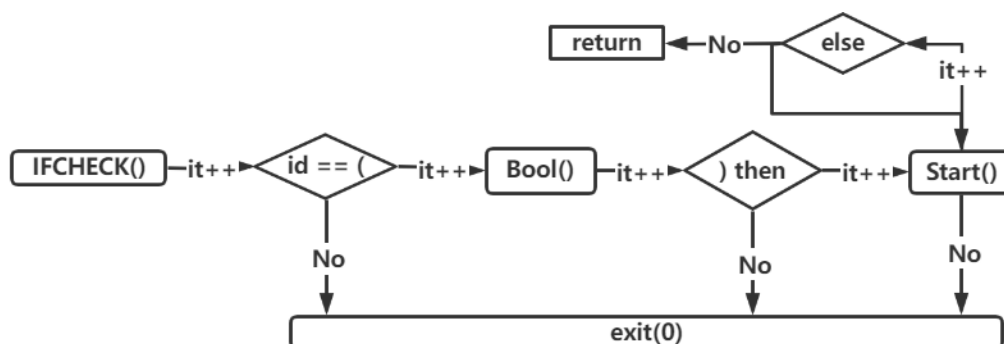 return
No
else
it++
IFCHECK()
it++
id == (
it++
Bool()
it++
) then
it++
Start()
No
No
No
exit(0)